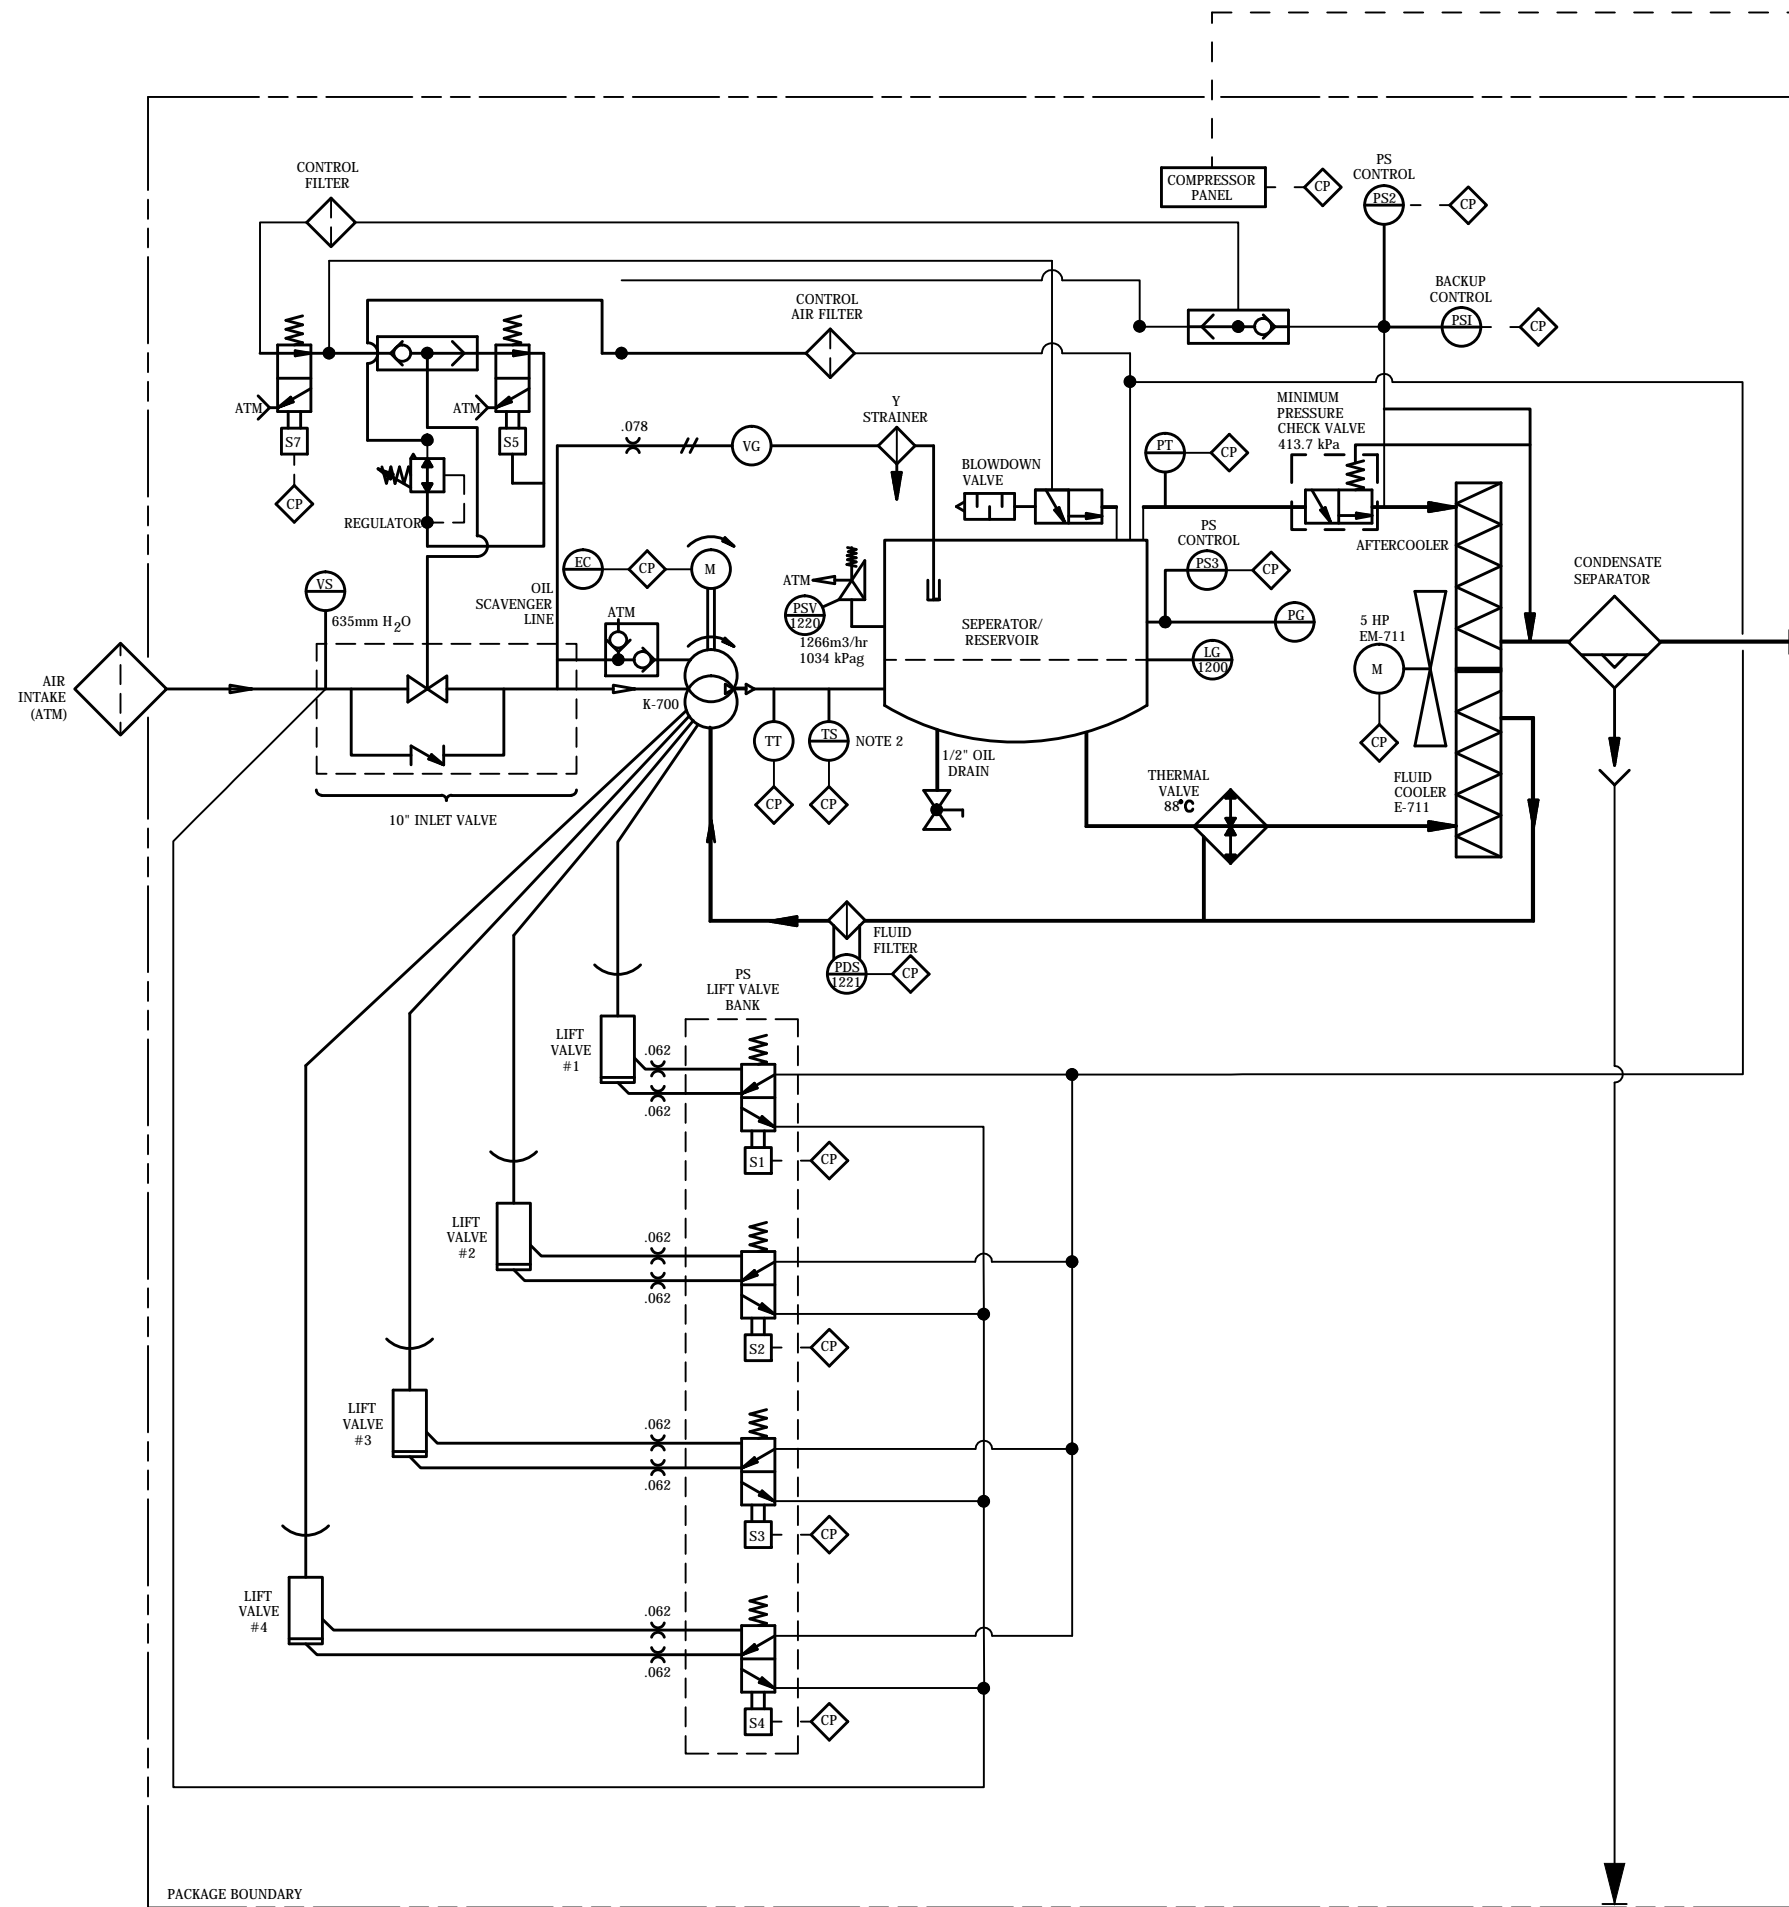 CONTROL
FILTER
COMPRESSOR
PANEL
CP
PS
CONTROL
PS2
CP
CONTROL
AIR FILTER
BACKUP
CONTROL
PSI
CP
ATM
S7
CP
ATM
S5
REGULATOR
.078
VG
Y
STRAINER
BLOWDOWN
VALVE
PT
CP
MINIMUM
PRESSURE
CHECK VALVE
413.7 kPa
AFTERCOOLER
VS
635mm H2O
OIL
SCAVENGER
LINE
EC
CP
M
ATM
ATM
PSV
1220
1266m3/hr
1034 kPag
SEPERATOR/
RESERVOIR
PS
CONTROL
PS3
CP
PG
LG
1200
5 HP
EM-711
M
CP
CONDENSATE
SEPARATOR
AIR
INTAKE
(ATM)
10" INLET VALVE
K-700
TT
CP
TS
NOTE 2
CP
1/2" OIL
DRAIN
THERMAL
VALVE
88°C
FLUID
COOLER
E-711
FLUID
FILTER
PDS
1221
CP
PS
LIFT VALVE
BANK
LIFT
VALVE
#1
.062
.062
S1
CP
LIFT
VALVE
#2
.062
.062
S2
CP
LIFT
VALVE
#3
.062
.062
S3
CP
LIFT
VALVE
#4
.062
.062
S4
CP
PACKAGE BOUNDARY